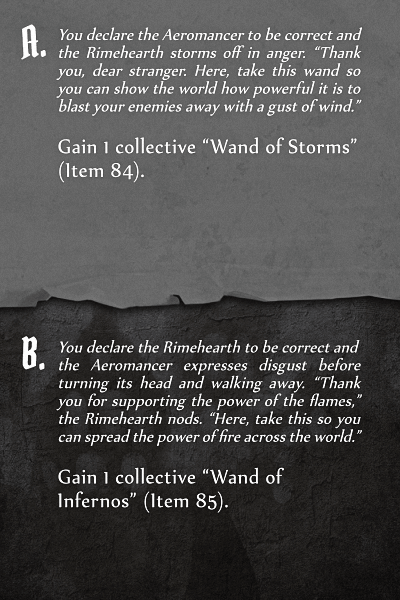 A. You declare the Aeromancer to be correct and
the Rimehearth storms off in anger. “Thank
you, dear stranger. Here, take this wand so
you can show the world how powerful it is to
blast your enemies away with a gust of wind.”
Gain 1 collective “Wand of Storms”
(Item 84).
B. You declare the Rimehearth to be correct and
the Aeromancer expresses disgust before
turning its head and walking away. “Thank
you for supporting the power of the flames,”
the Rimehearth nods. “Here, take this so you
can spread the power of fire across the world.”
Gain 1 collective “Wand of
Infernos” (Item 85).